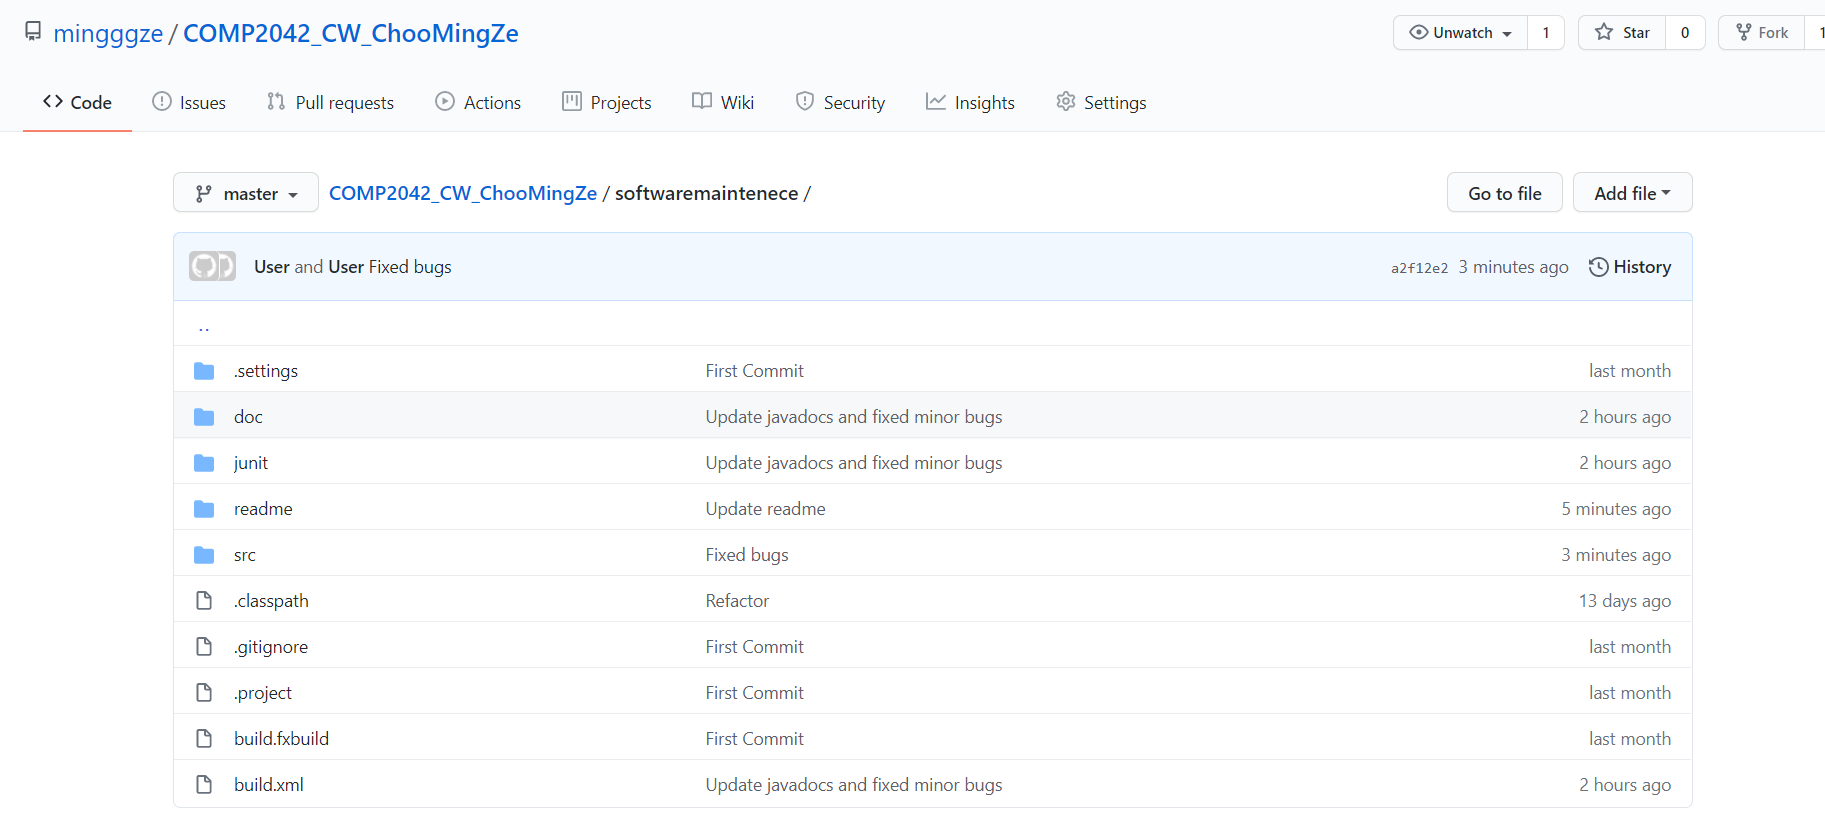 mingggze / COMP2042_CW_ChooMingZe Unwatch 1 Star 0 Fork 1
Code Issues Pull requests Actions Projects Wiki Security Insights Settings
master COMP2042_CW_ChooMingZe / softwaremaintenece / Go to file Add file
User and User Fixed bugs a2f12e2 3 minutes ago History
..
.settings First Commit last month
doc Update javadocs and fixed minor bugs 2 hours ago
junit Update javadocs and fixed minor bugs 2 hours ago
readme Update readme 5 minutes ago
src Fixed bugs 3 minutes ago
.classpath Refactor 13 days ago
.gitignore First Commit last month
.project First Commit last month
build.fxbuild First Commit last month
build.xml Update javadocs and fixed minor bugs 2 hours ago